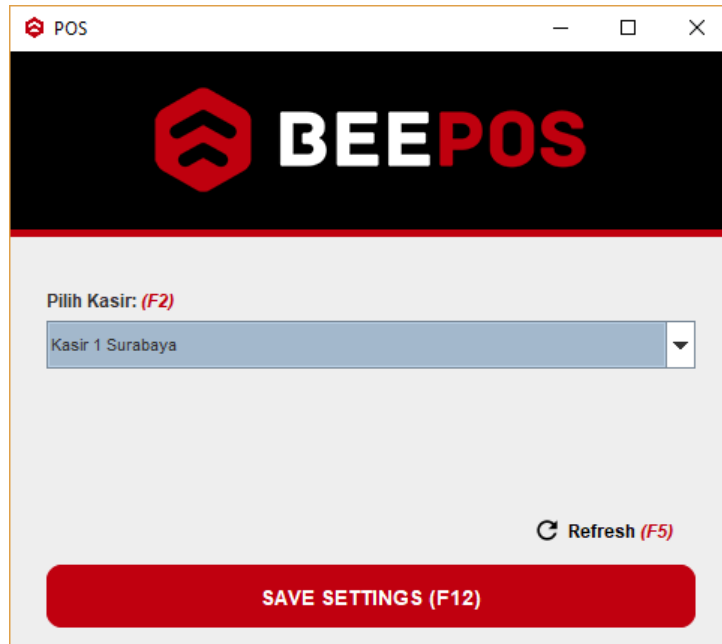 POS
BEEPOS
Pilih Kasir: (F2)
Kasir 1 Surabaya
Refresh (F5)
SAVE SETTINGS (F12)